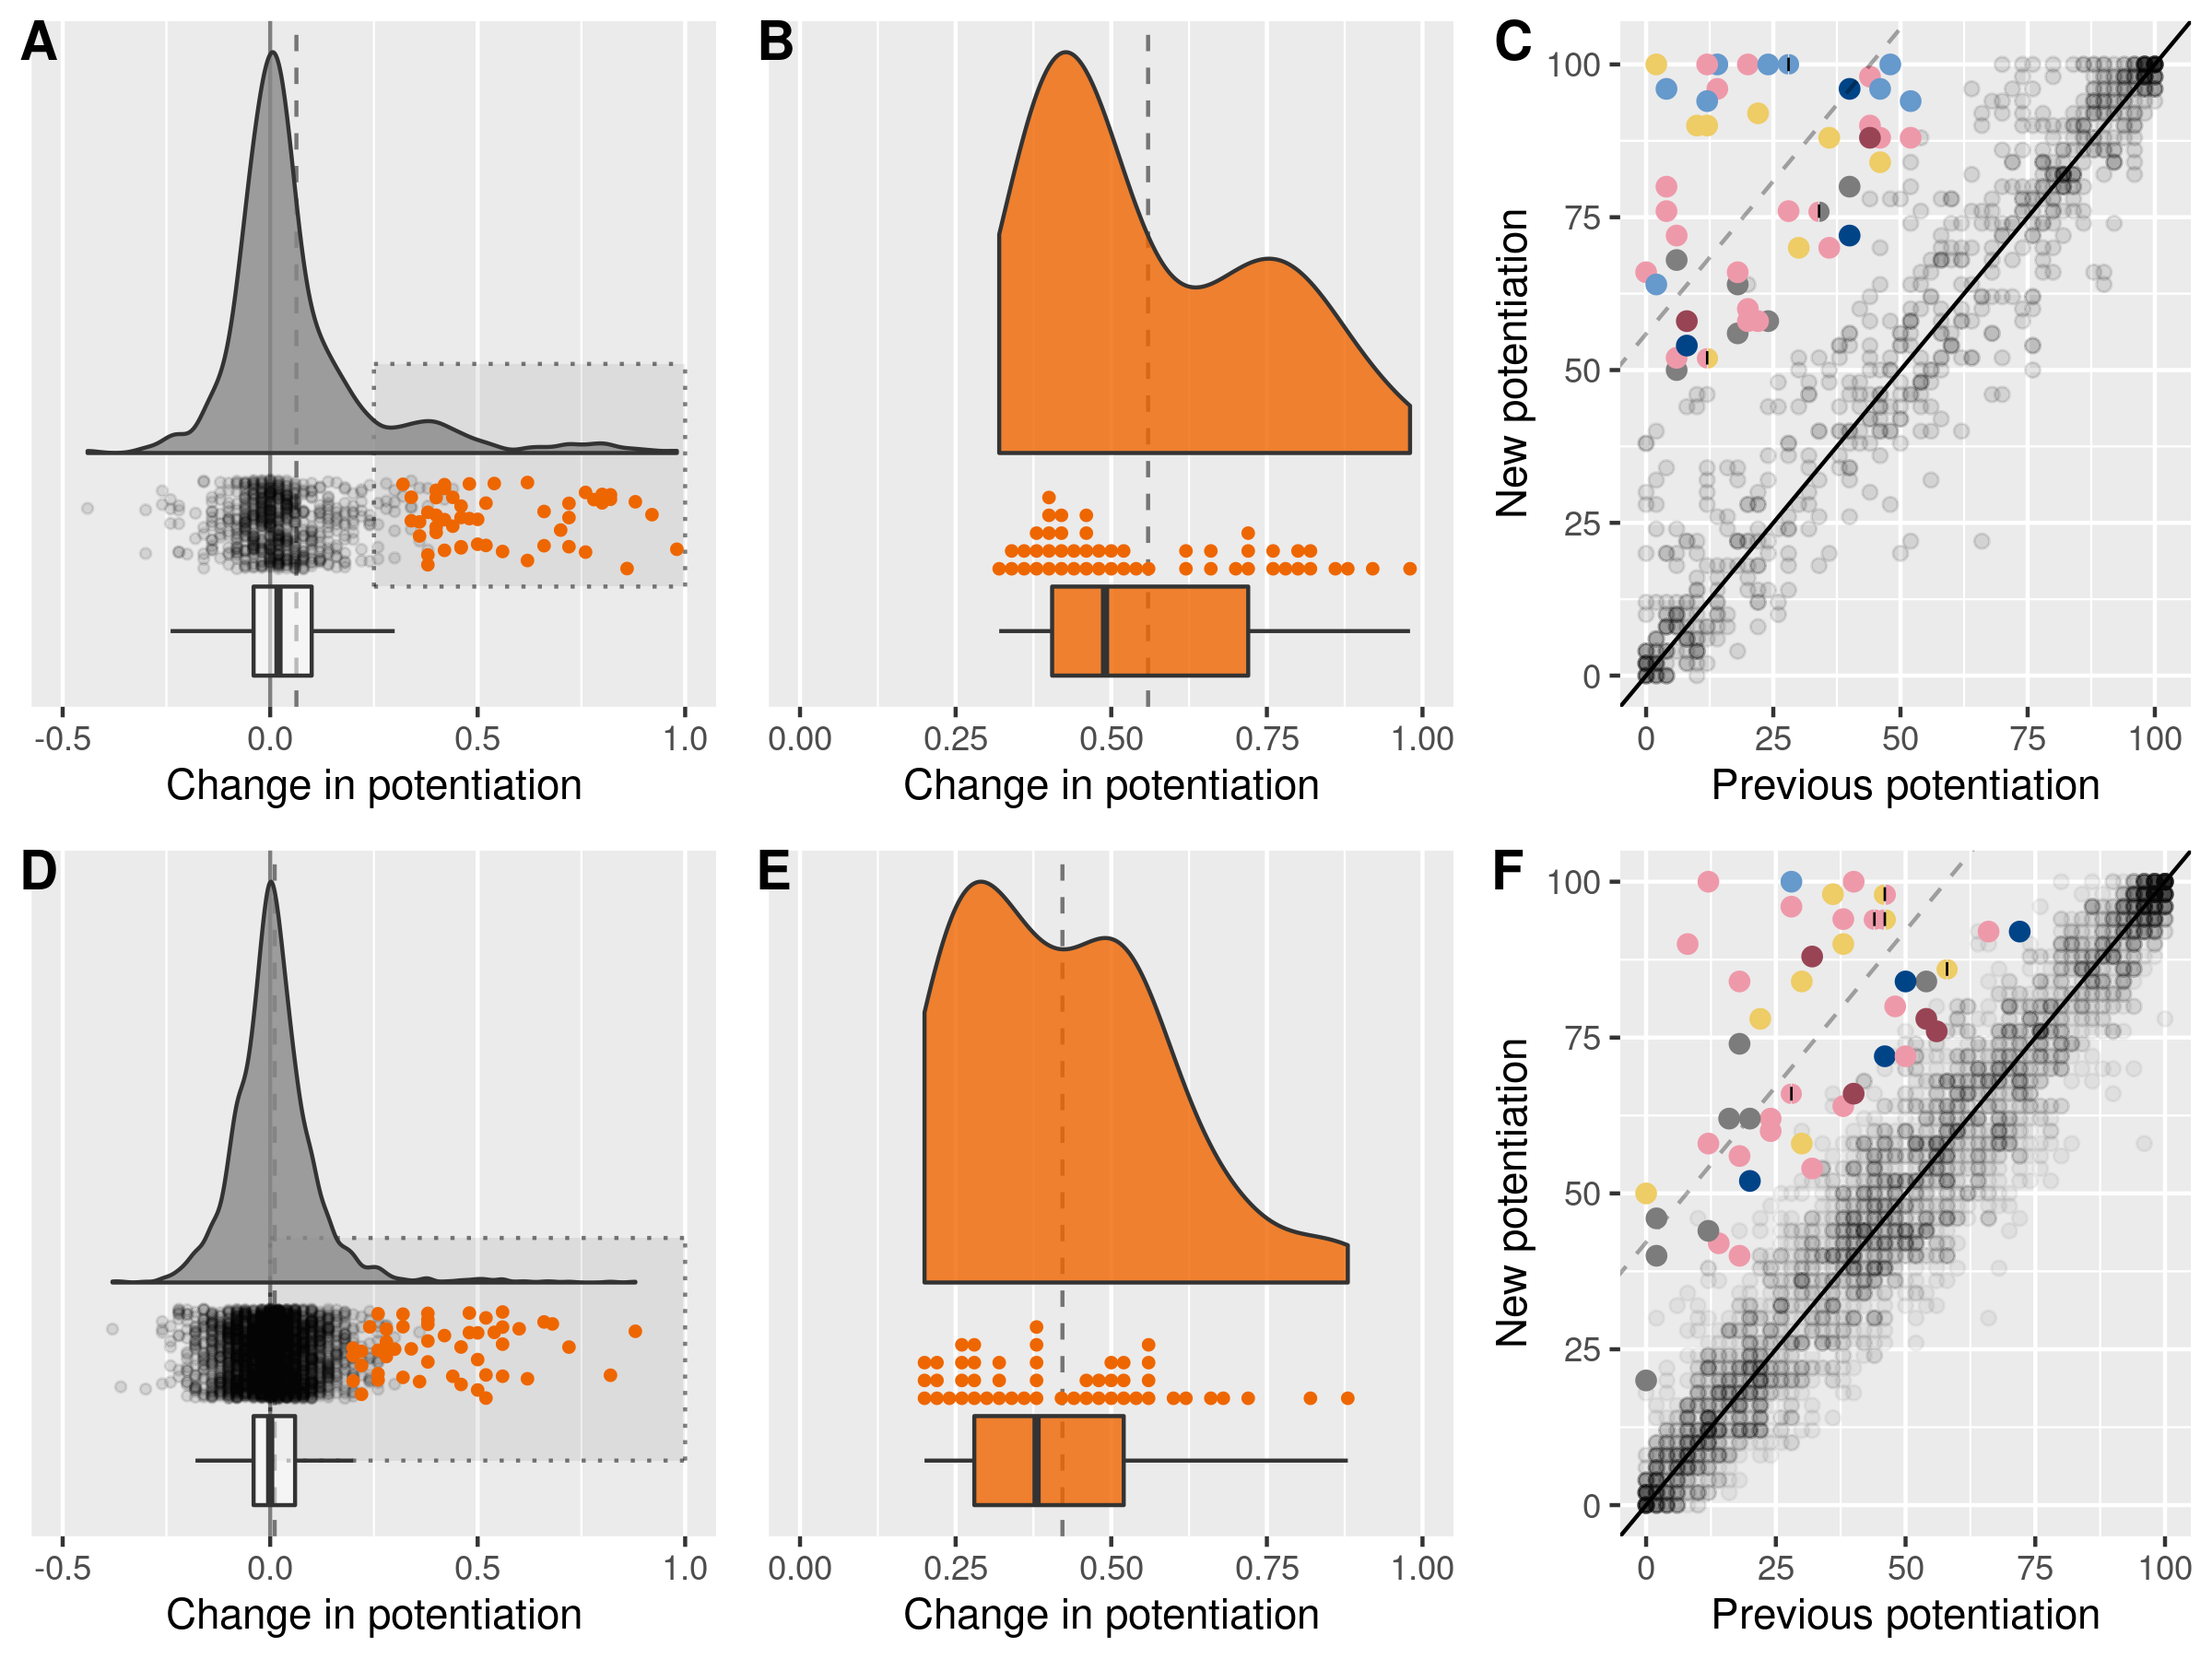 A
B
C
100
75
50
25
0
New potentiation
-0.5 0.0 0.5 1.0
0.00 0.25 0.50 0.75 1.00
0 25 50 75 100
Change in potentiation
Change in potentiation
Previous potentiation
D
E
F
100
75
50
25
0
New potentiation
-0.5 0.0 0.5 1.0
0.00 0.25 0.50 0.75 1.00
0 25 50 75 100
Change in potentiation
Change in potentiation
Previous potentiation